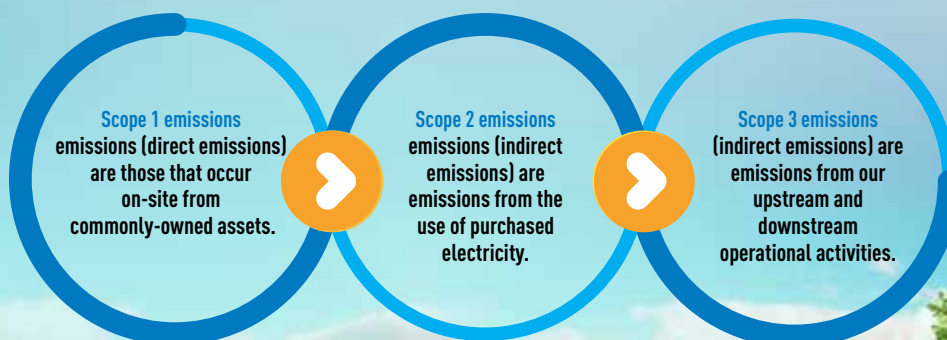 Scope 1 emissions
emissions (direct emissions)
are those that occur
on-site from
commonly-owned assets.
Scope 2 emissions
emissions (indirect
emissions) are
emissions from the
use of purchased
electricity.
Scope 3 emissions
(indirect emissions) are
emissions from our
upstream and
downstream
operational activities.